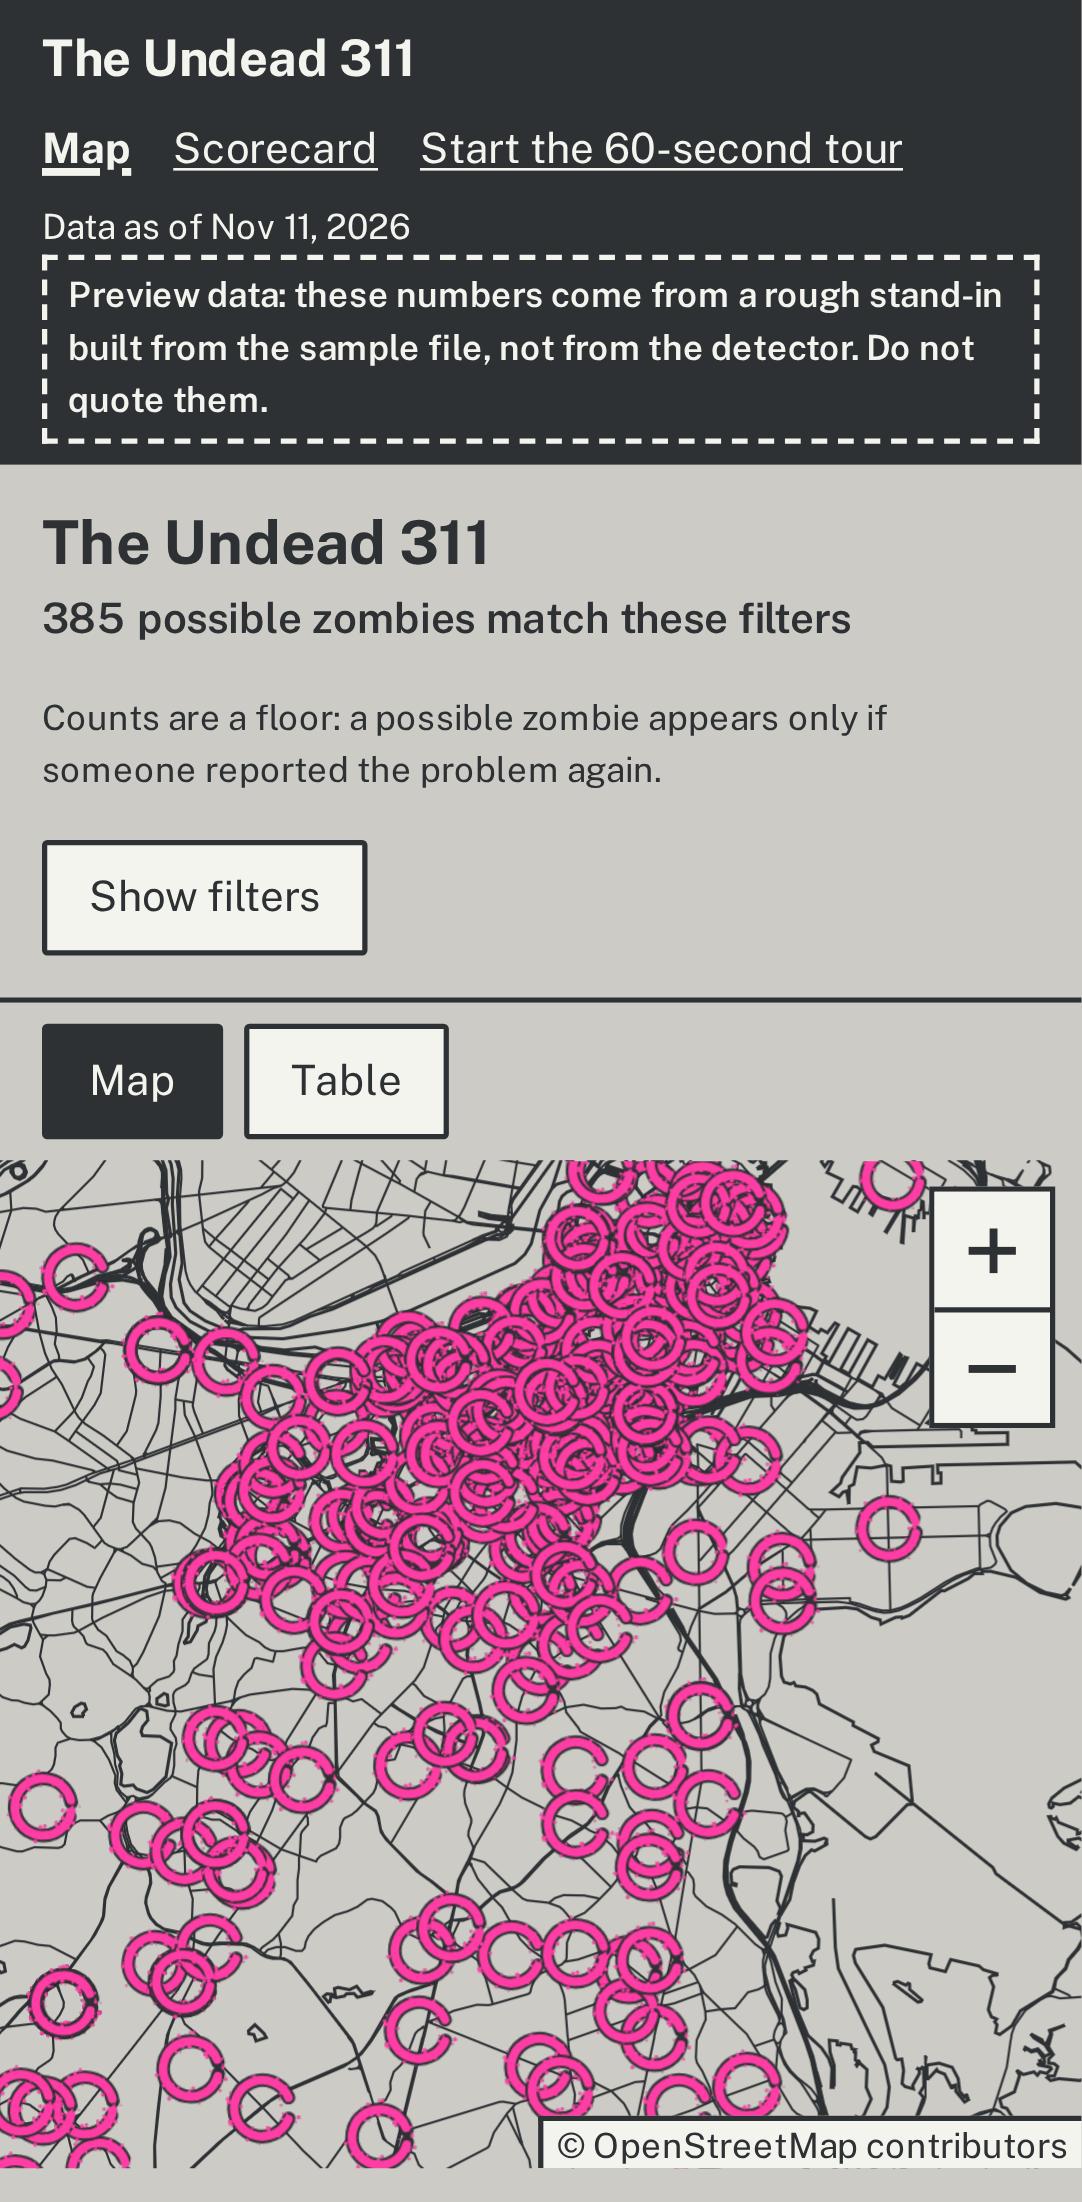 The Undead 311
Map Scorecard Start the 60-second tour
Data as of Nov 11, 2026
Preview data: these numbers come from a rough stand-in
built from the sample file, not from the detector. Do not
quote them.
The Undead 311
385 possible zombies match these filters
Counts are a floor: a possible zombie appears only if
someone reported the problem again.
Show filters
Map Table
+
−
© OpenStreetMap contributors